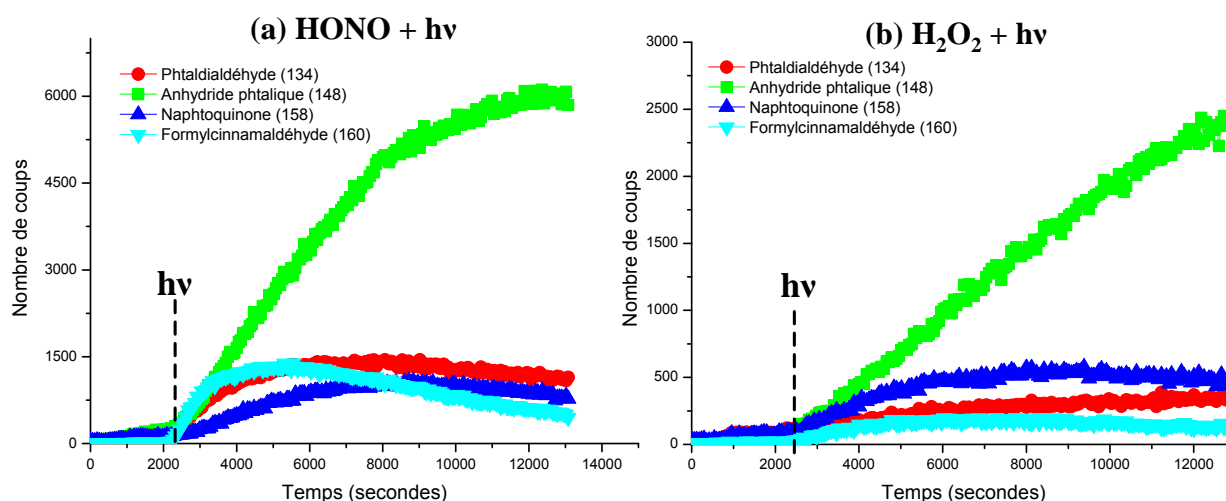 (a) HONO + hν
Phtaldialdéhyde (134)
Anhydride phtalique (148)
Naphtoquinone (158)
Formylcinnamaldéhyde (160)
hν
Nombre de coups
6000
4500
3000
1500
0
0 2000 4000 6000 8000 10000 12000 14000
Temps (secondes)
(b) H₂O₂ + hν
Phtaldialdéhyde (134)
Anhydride phtalique (148)
Naphtoquinone (158)
Formylcinnamaldéhyde (160)
hν
Nombre de coups
3000
2500
2000
1500
1000
500
0
0 2000 4000 6000 8000 10000 12000
Temps (secondes)